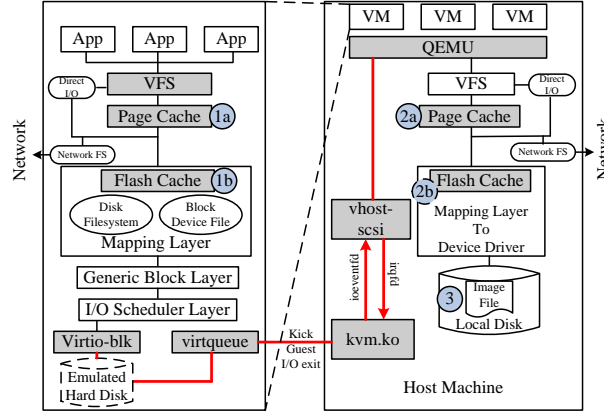 App
App
App
VFS
Direct
I/O
Page Cache
1a
Network
Network FS
Flash Cache
1b
Disk
Filesystem
Block
Device File
Mapping Layer
Generic Block Layer
I/O Scheduler Layer
Virtio-blk
virtqueue
Emulated
Hard Disk
Kick
Guest
I/O exit
VM
VM
VM
QEMU
VFS
Direct
I/O
2a
Page Cache
Network FS
Network
Flash Cache
2b
Mapping Layer
To
Device Driver
vhost-
scsi
ioeventfd
irqfd
3
Image
File
Local Disk
kvm.ko
Host Machine